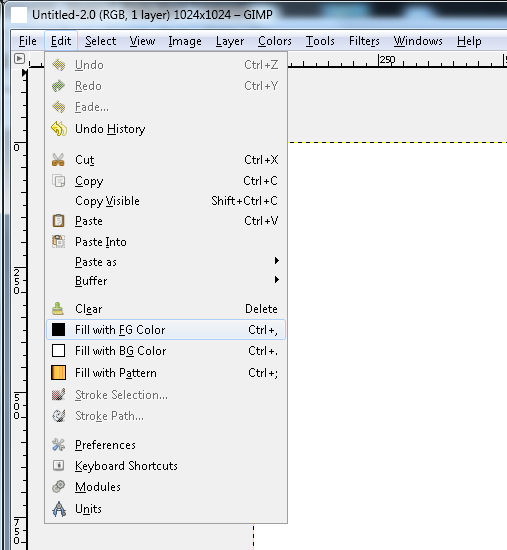 Untitled-2.0 (RGB, 1 layer) 1024x1024 – GIMP
File Edit Select View Image Layer Colors Tools Filters Windows Help
250
Undo Ctrl+Z
Redo Ctrl+Y
Fade...
Undo History
0
Cut Ctrl+X
Copy Ctrl+C
Copy Visible Shift+Ctrl+C
Paste Ctrl+V
Paste Into
Paste as
250
Buffer
Clear Delete
Fill with FG Color Ctrl+,
Fill with BG Color Ctrl+.
Fill with Pattern Ctrl+;
Stroke Selection...
500
Stroke Path...
Preferences
Keyboard Shortcuts
Modules
Units
750